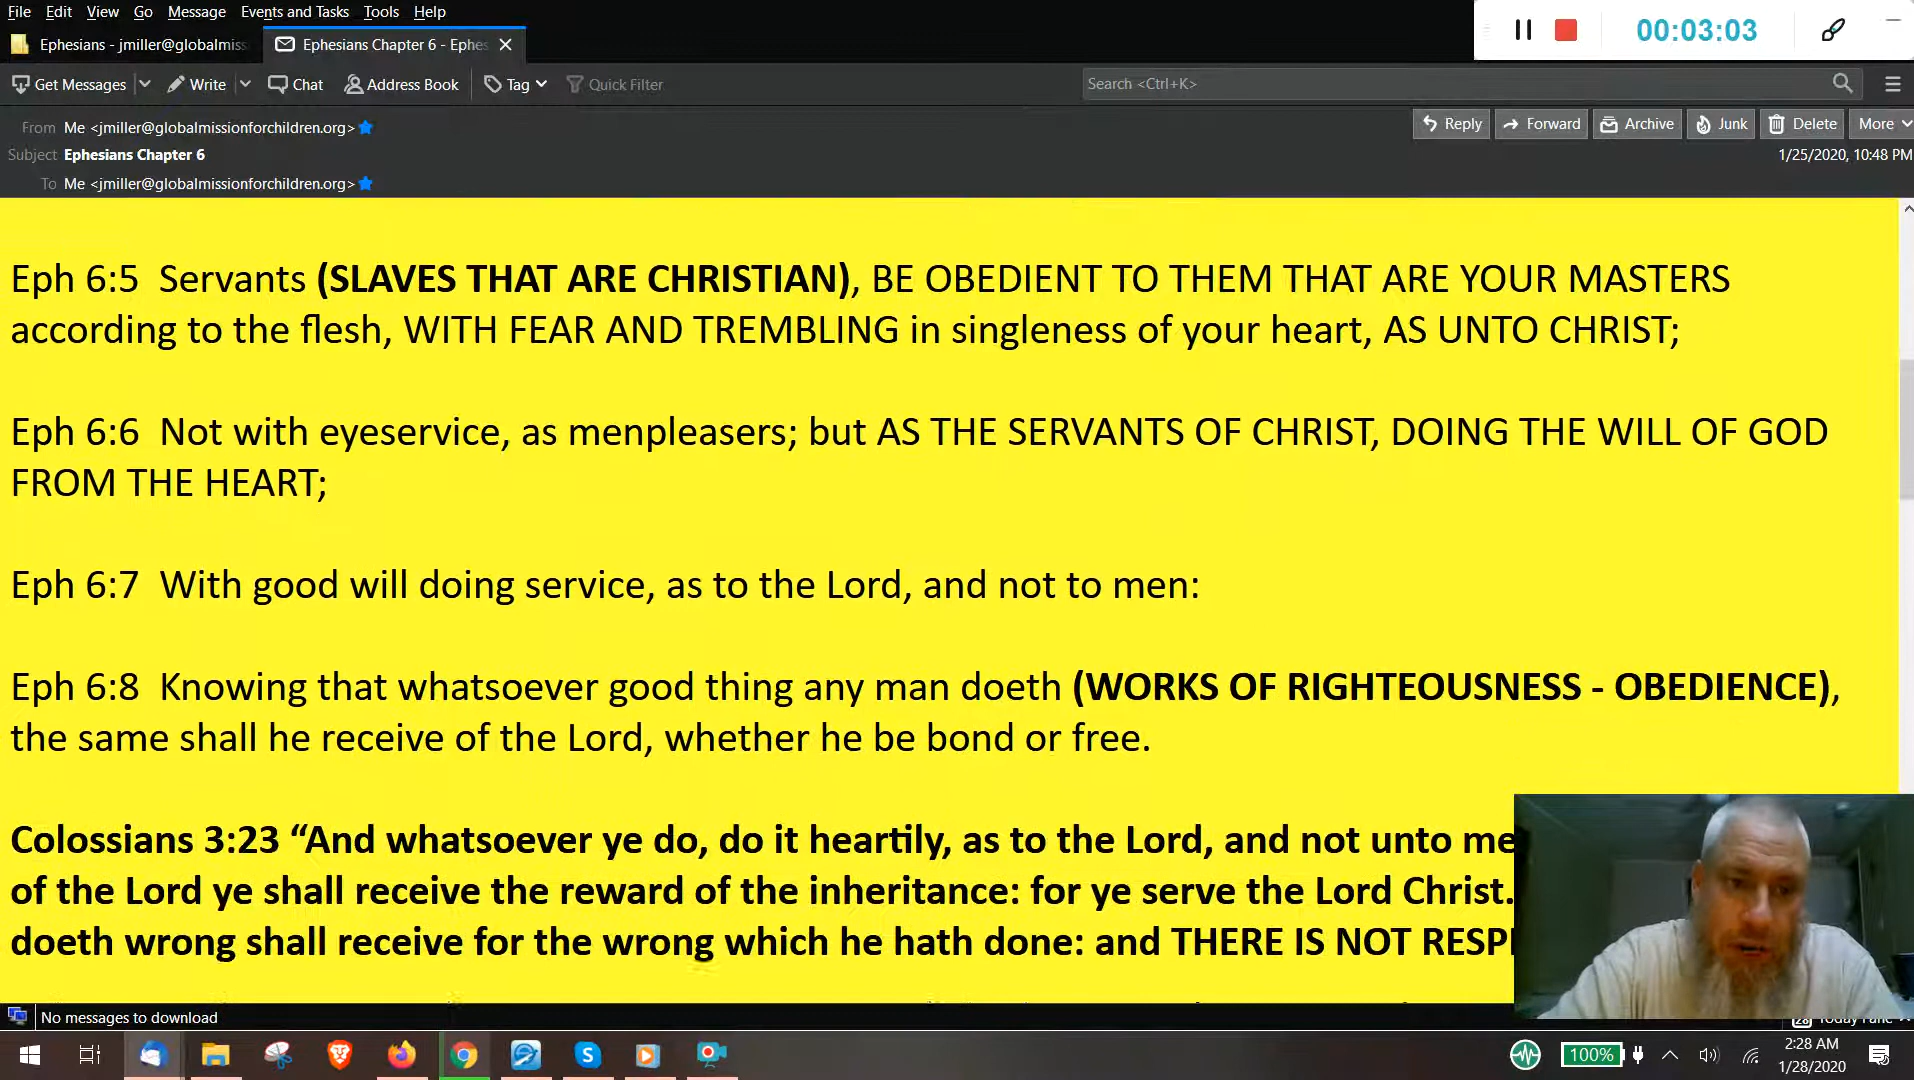 File Edit View Go Message Events and Tasks Tools Help
Ephesians - jmiller@globalmiss
Ephesians Chapter 6 - Ephes
00:03:03
Get Messages Write Chat Address Book Tag Quick Filter Search <Ctrl+K>
From Me <jmiller@globalmissionforchildren.org> Reply Forward Archive Junk Delete More
Subject Ephesians Chapter 6 1/25/2020, 10:48 PM
To Me <jmiller@globalmissionforchildren.org>
Eph 6:5 Servants (SLAVES THAT ARE CHRISTIAN), BE OBEDIENT TO THEM THAT ARE YOUR MASTERS
according to the flesh, WITH FEAR AND TREMBLING in singleness of your heart, AS UNTO CHRIST;
Eph 6:6 Not with eyeservice, as menpleasers; but AS THE SERVANTS OF CHRIST, DOING THE WILL OF GOD
FROM THE HEART;
Eph 6:7 With good will doing service, as to the Lord, and not to men:
Eph 6:8 Knowing that whatsoever good thing any man doeth (WORKS OF RIGHTEOUSNESS - OBEDIENCE),
the same shall he receive of the Lord, whether he be bond or free.
Colossians 3:23 “And whatsoever ye do, do it heartily, as to the Lord, and not unto me
of the Lord ye shall receive the reward of the inheritance: for ye serve the Lord Christ.
doeth wrong shall receive for the wrong which he hath done: and THERE IS NOT RESP
No messages to download
100%
2:28 AM
1/28/2020